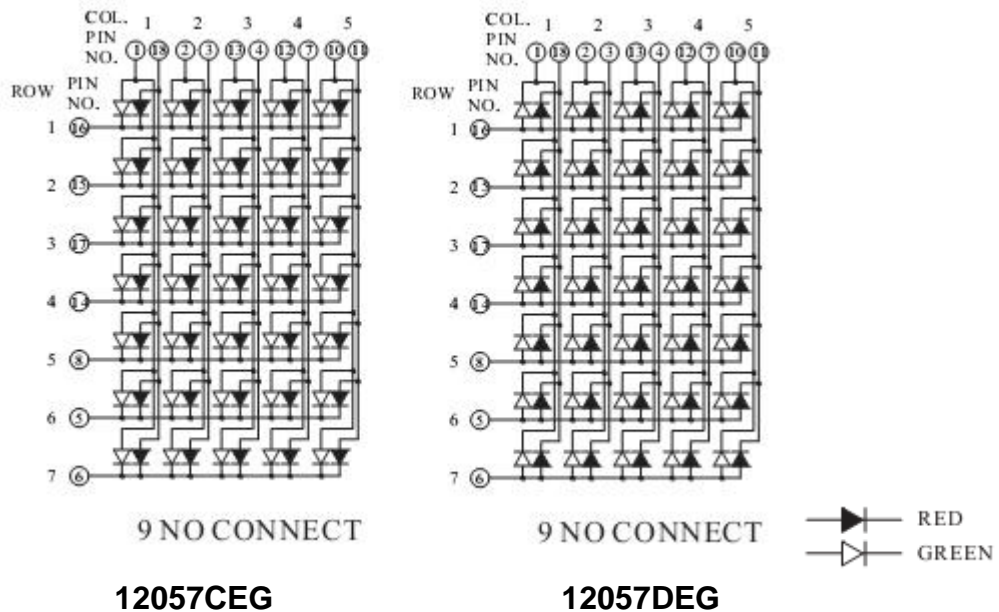 COL. 1 2 3 4 5
PIN NO. 1 18 2 3 13 4 12 7 10 11
ROW PIN NO.
1 16
2 15
3 17
4 14
5 8
6 5
7 6
9 NO CONNECT
12057CEG
COL. 1 2 3 4 5
PIN NO. 1 18 2 3 13 4 12 7 10 11
ROW PIN NO.
1 16
2 15
3 17
4 14
5 8
6 5
7 6
9 NO CONNECT
12057DEG
RED
GREEN